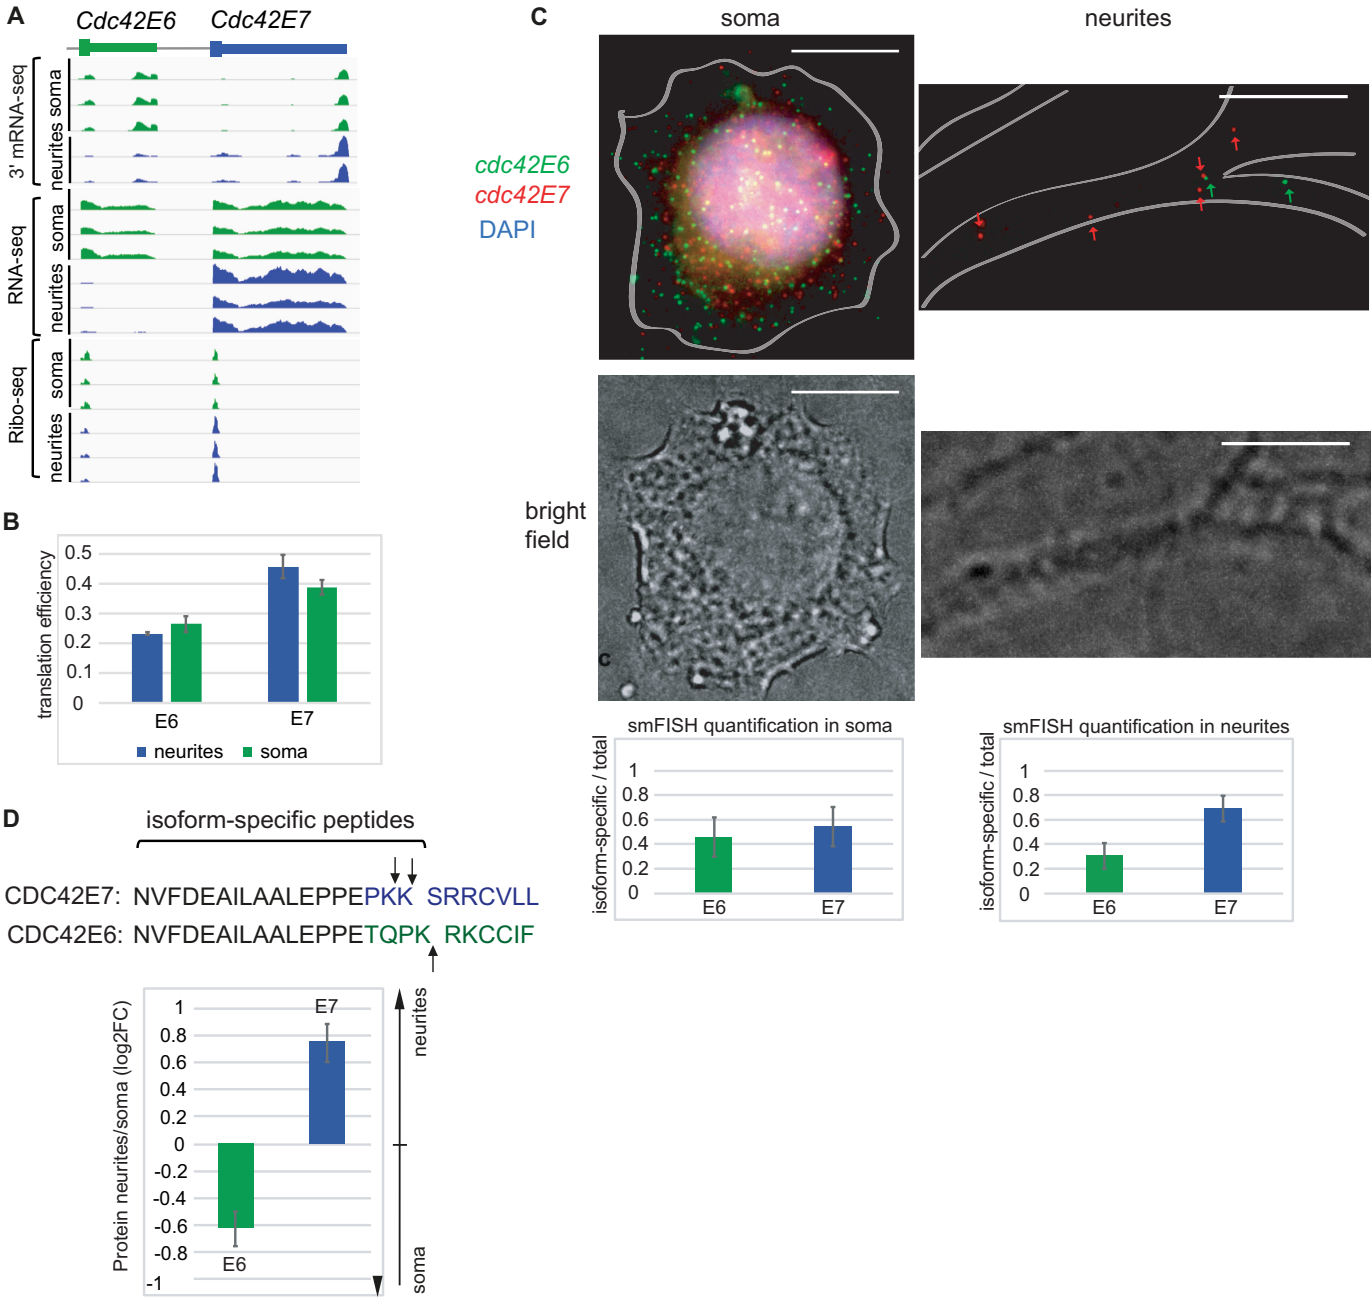 A
Cdc42E6 Cdc42E7
3' mRNA-seq
soma
neurites
RNA-seq
soma
neurites
Ribo-seq
soma
neurites
B
translation efficiency
0.5
0.4
0.3
0.2
0.1
0
E6 E7
neurites soma
C
soma neurites
cdc42E6
cdc42E7
DAPI
bright
field
c
smFISH quantification in soma
isoform-specific / total
1
0.8
0.6
0.4
0.2
0
E6 E7
smFISH quantification in neurites
isoform-specific / total
1
0.8
0.6
0.4
0.2
0
E6 E7
D
isoform-specific peptides
CDC42E7: NVFDEAILAALEPPEPKK SRRCVLL
CDC42E6: NVFDEAILAALEPPETQPK RKCCIF
Protein neurites/soma (log2FC)
1
0.8
0.6
0.4
0.2
0
-0.2
-0.4
-0.6
-0.8
-1
E7
E6
neurites
soma